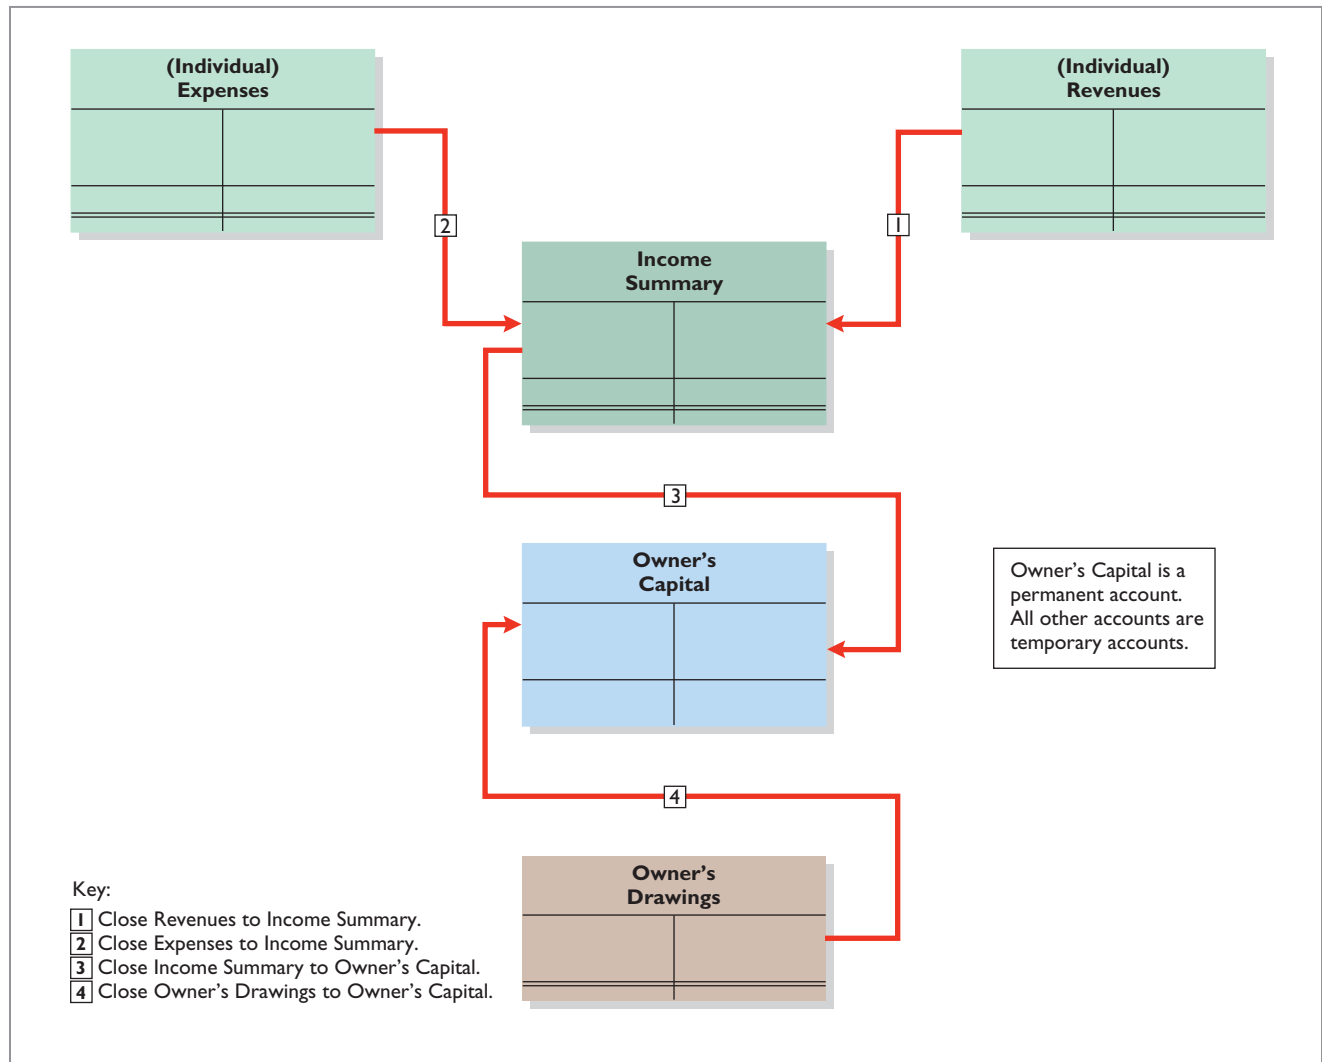 (Individual)
Expenses
(Individual)
Revenues
2
1
Income
Summary
3
Owner's
Capital
Owner's Capital is a
permanent account.
All other accounts are
temporary accounts.
4
Owner's
Drawings
Key:
1 Close Revenues to Income Summary.
2 Close Expenses to Income Summary.
3 Close Income Summary to Owner's Capital.
4 Close Owner's Drawings to Owner's Capital.